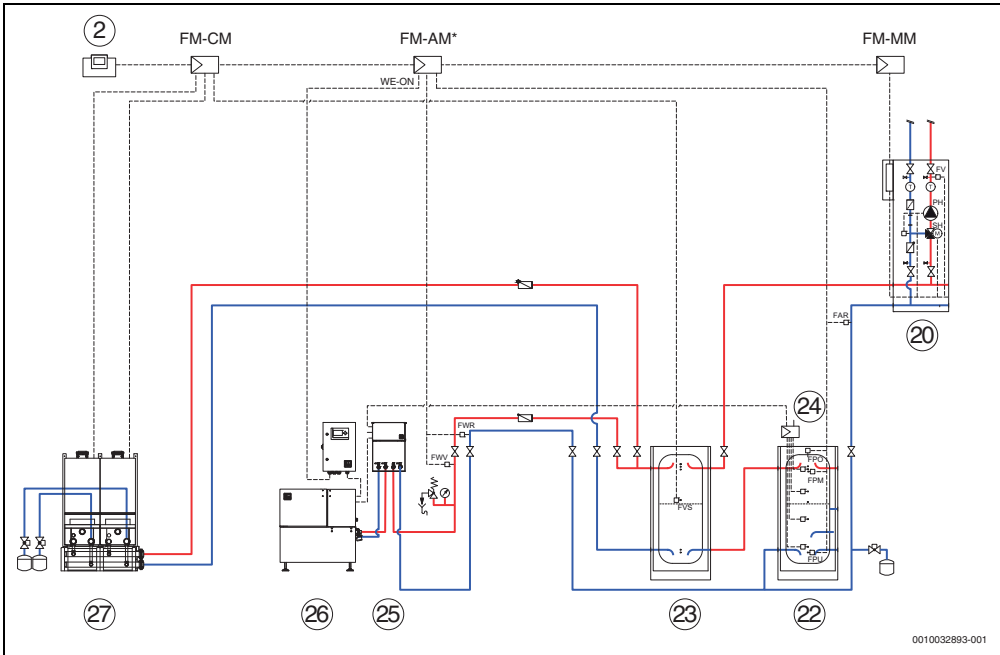 2
FM-CM
FM-AM*
FM-MM
WE-ON
FV
T
T
PH
SH
M
20
FAR
24
FWR
FWV
FPO
FPM
FVS
FPU
27
26
25
23
22
0010032893-001